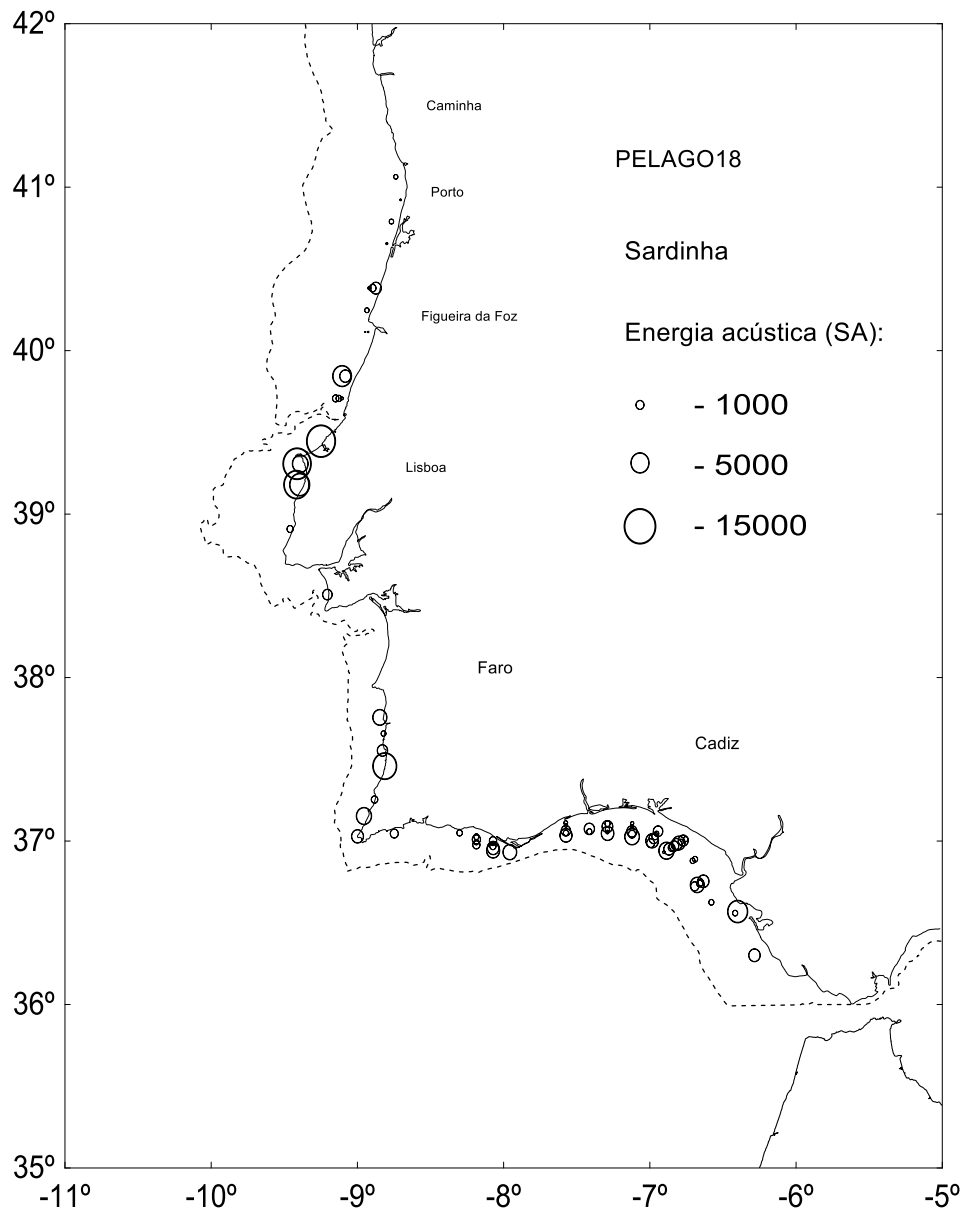 42º
Caminha
PELAGO18
41º
Porto
Sardinha
Figueira da Foz
Energia acústica (SA):
40º
- 1000
Lisboa
- 5000
39º
- 15000
38º
Faro
Cadiz
37º
36º
35º
-11º -10º -9º -8º -7º -6º -5º